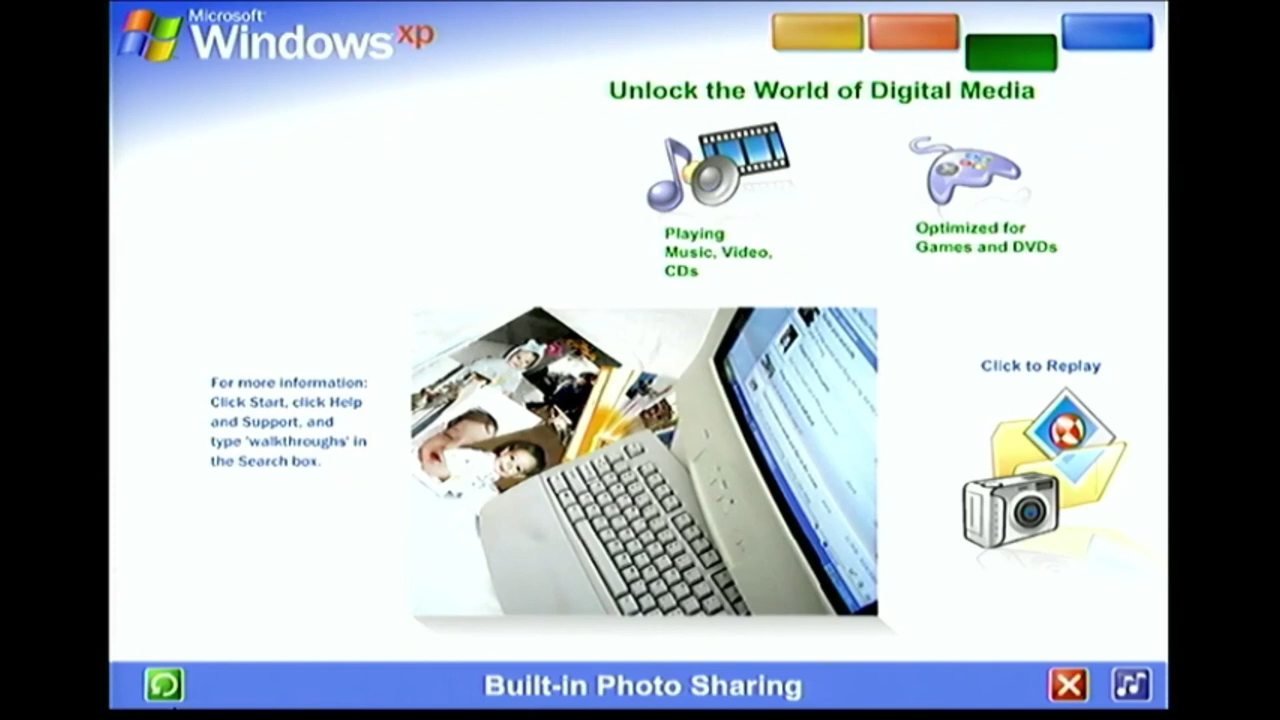 Microsoft®
Windows xp
Unlock the World of Digital Media
Playing
Music, Video,
CDs
Optimized for
Games and DVDs
For more information:
Click Start, click Help
and Support, and
type 'walkthroughs' in
the Search box.
Click to Replay
Built-in Photo Sharing